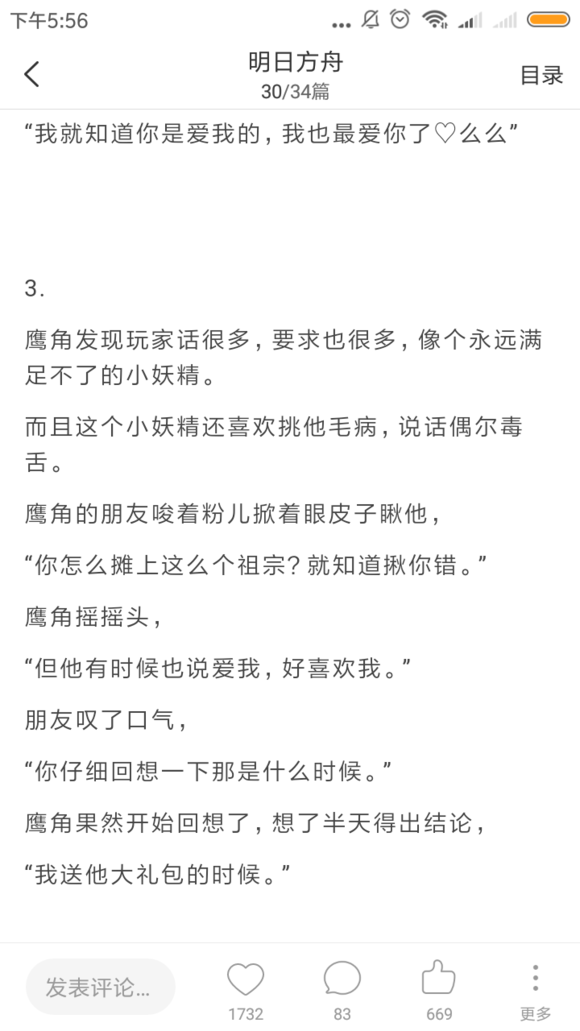 下午5:56
明日方舟
30/34篇
目录
“我就知道你是爱我的，我也最爱你了♡么么”
3.
鹰角发现玩家话很多，要求也很多，像个永远满
足不了的小妖精。
而且这个小妖精还喜欢挑他毛病，说话偶尔毒
舌。
鹰角的朋友唆着粉儿掀着眼皮子瞅他，
“你怎么摊上这么个祖宗？就知道揪你错。”
鹰角摇摇头，
“但他有时候也说爱我，好喜欢我。”
朋友叹了口气，
“你仔细回想一下那是什么时候。”
鹰角果然开始回想了，想了半天得出结论，
“我送他大礼包的时候。”
发表评论...
1732
83
669
更多